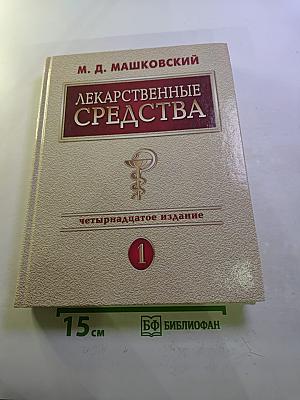 М. Д. МАШКОВСКИЙ
ЛЕКАРСТВЕННЫЕ
СРЕДСТВА
четырнадцатое издание
1
15 см
БФ БИБЛИОФАН